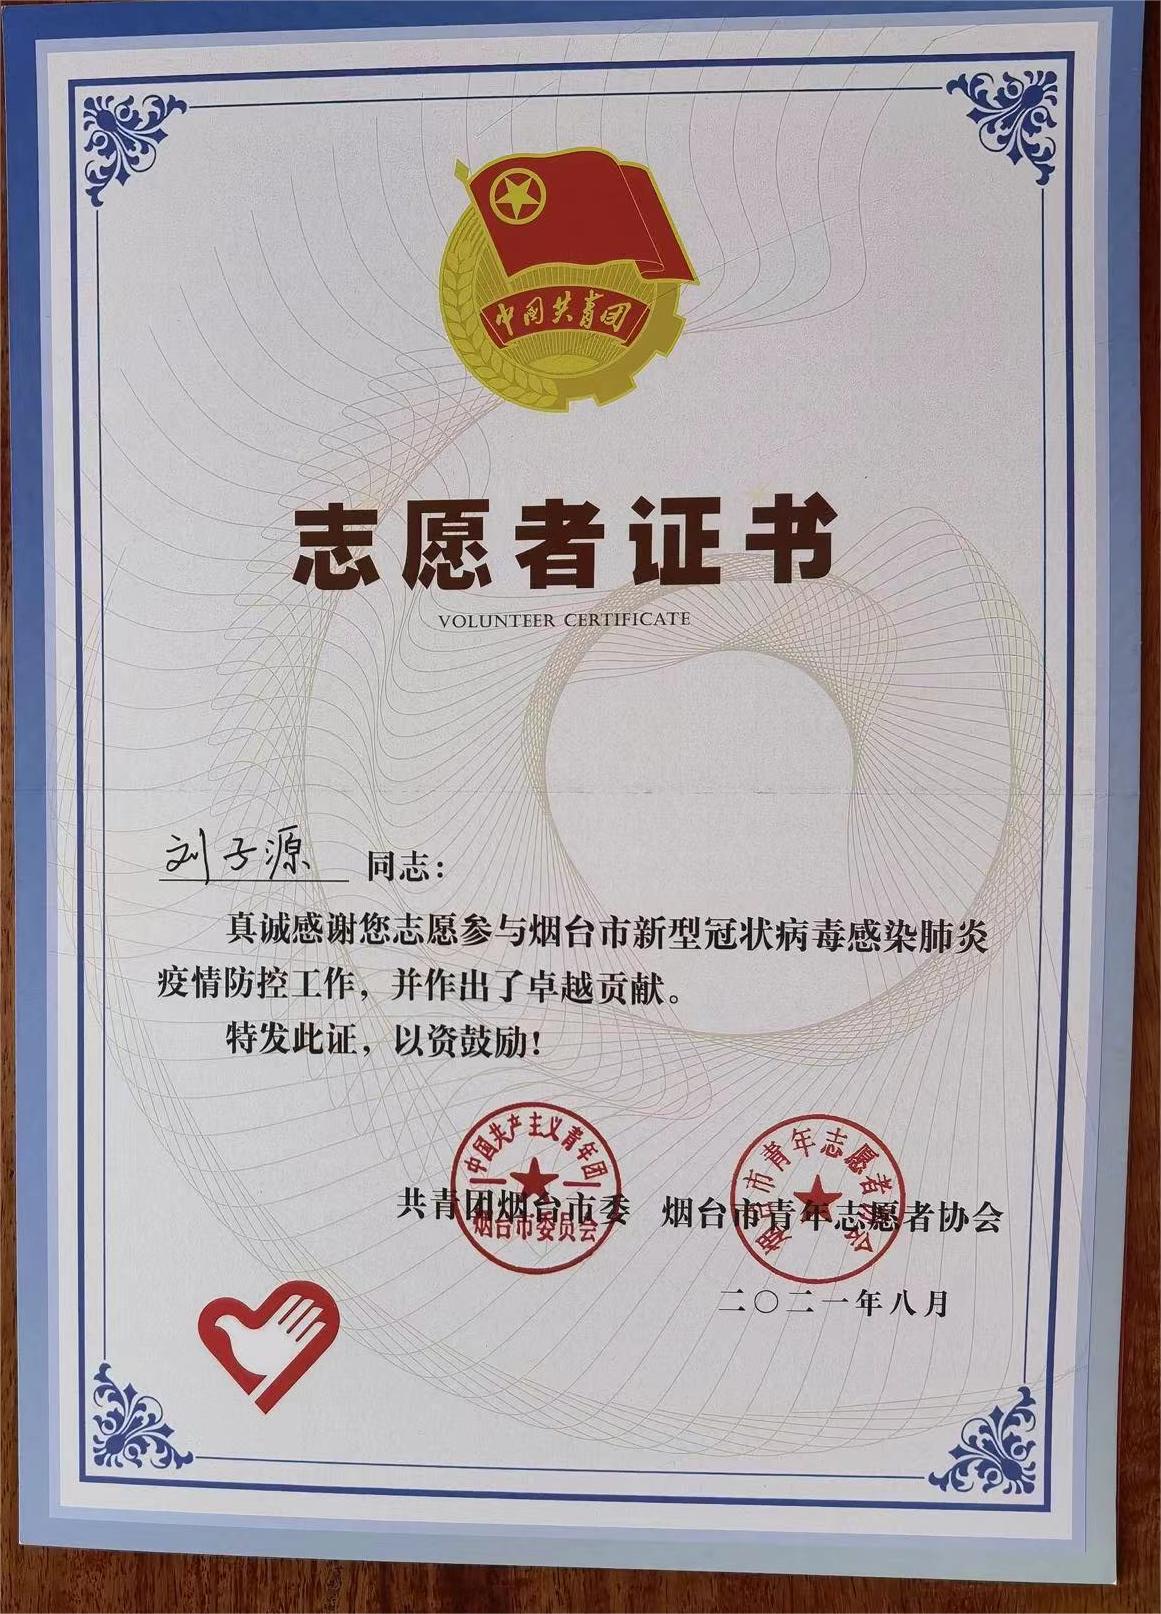 中国共青团
志愿者证书
VOLUNTEER CERTIFICATE
刘子源 同志：
真诚感谢您志愿参与烟台市新型冠状病毒感染肺炎
疫情防控工作，并作出了卓越贡献。
特发此证，以资鼓励！
中国共产主义青年团
烟台市委员会
共青团烟台市委 烟台市青年志愿者协会
烟台市青年志愿者协会
二〇二一年八月